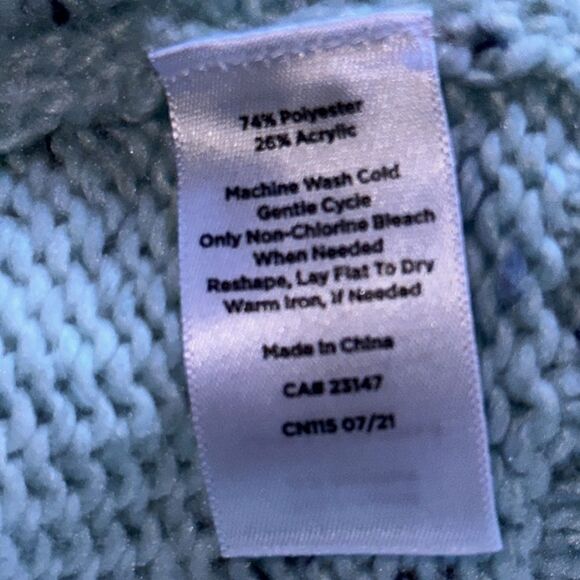 74% Polyester
26% Acrylic
Machine Wash Cold
Gentle Cycle
Only Non-Chlorine Bleach
When Needed
Reshape, Lay Flat To Dry
Warm Iron, If Needed
Made In China
CA# 23147
CN115 07/21